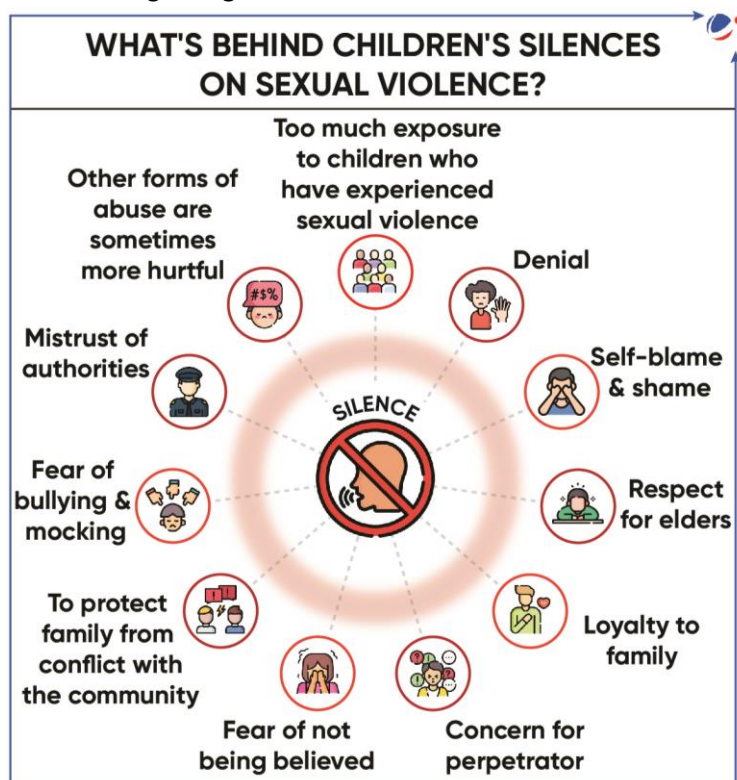 WHAT'S BEHIND CHILDREN'S SILENCES
ON SEXUAL VIOLENCE?
Too much exposure
to children who
have experienced
sexual violence
Denial
Self-blame
& shame
Respect
for elders
Loyalty to
family
Concern for
perpetrator
Fear of not
being believed
To protect
family from
conflict with
the community
Fear of
bullying &
mocking
Mistrust of
authorities
Other forms of
abuse are
sometimes
more hurtful
#$%
SILENCE